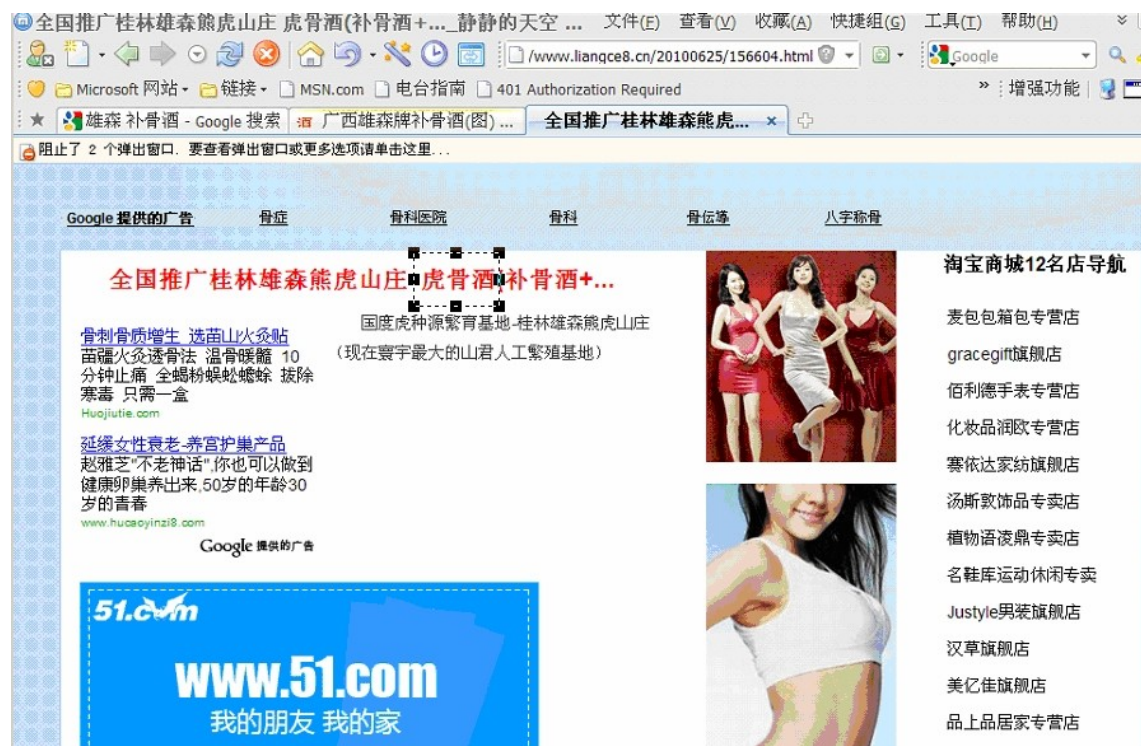 全国推广桂林雄森熊虎山庄 虎骨酒(补骨酒+..._静静的天空 ... 文件(F) 查看(V) 收藏(A) 快捷组(G) 工具(T) 帮助(H) »
/www.liangce8.cn/20100625/156604.html Google
Microsoft 网站 链接 MSN.com 电台指南 401 Authorization Required » 增强功能
雄森 补骨酒 - Google 搜索 广西雄森牌补骨酒(图) ... 全国推广桂林雄森熊虎... ×
阻止了 2 个弹出窗口. 要查看弹出窗口或更多选项请单击这里...
Google 提供的广告 骨症 骨科医院 骨科 骨伝導 八字称骨
全国推广桂林雄森熊虎山庄 虎骨酒(补骨酒+...
国度虎种源繁育基地-桂林雄森熊虎山庄
(现在寰宇最大的山君人工繁殖基地)
骨刺骨质增生 选苗山火灸贴
苗疆火灸透骨法 温骨暖髓 10
分钟止痛 全蝎粉蜈蚣蟾蜍 拔除
寒毒 只需一盒
Huojiutie.com
延缓女性衰老-养宫护巢产品
赵雅芝"不老神话",你也可以做到
健康卵巢养出来,50岁的年龄30
岁的青春
www.hucaoyinzi8.com
Google 提供的广告
51.com
www.51.com
我的朋友 我的家
淘宝商城12名店导航
麦包包箱包专营店
gracegift旗舰店
佰利德手表专营店
化妆品润欧专营店
赛依达家纺旗舰店
汤斯敦饰品专卖店
植物语凌鼎专卖店
名鞋库运动休闲专卖
Justyle男装旗舰店
汉草旗舰店
美亿佳旗舰店
品上品居家专营店